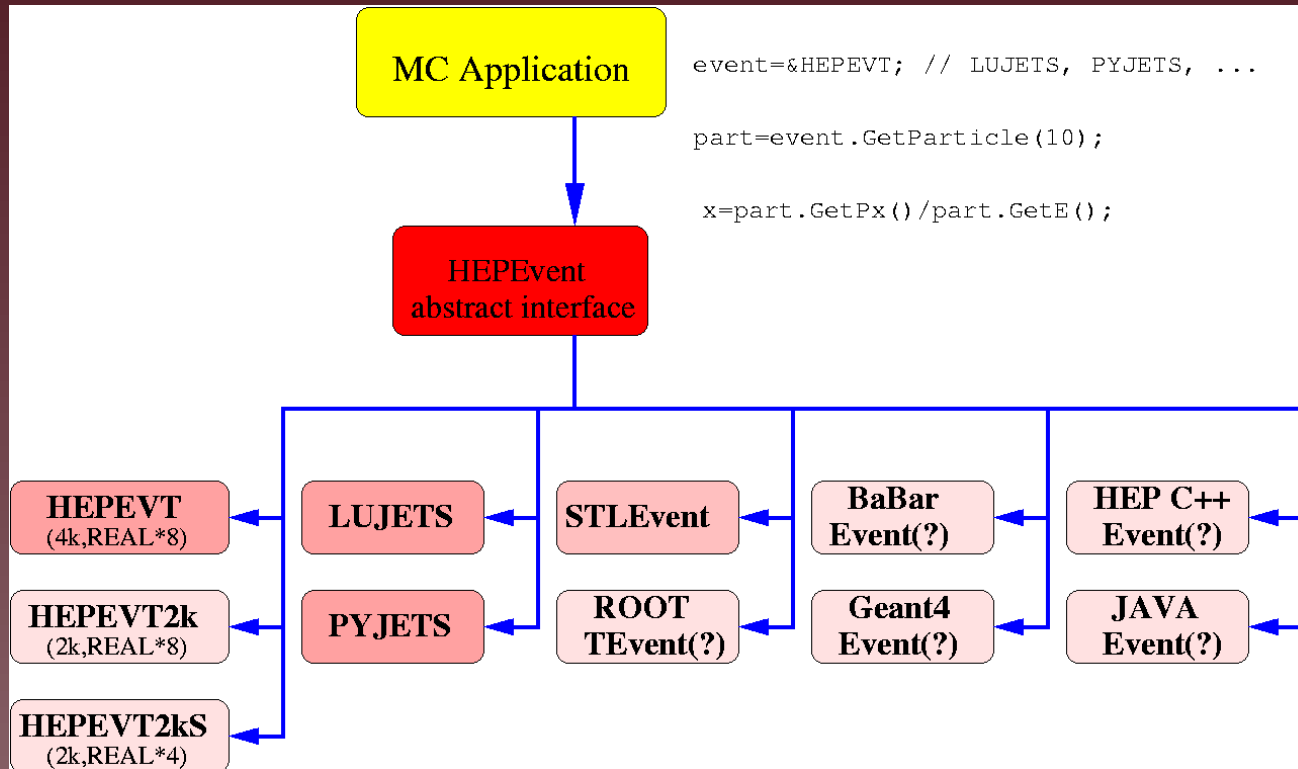 MC Application
event=&HEPEVT; // LUJETS, PYJETS, ...
part=event.GetParticle(10);
x=part.GetPx()/part.GetE();
HEPEvent
abstract interface
HEPEVT
(4k,REAL*8)
LUJETS
STLEvent
BaBar
Event(?)
HEP C++
Event(?)
HEPEVT2k
(2k,REAL*8)
PYJETS
ROOT
TEvent(?)
Geant4
Event(?)
JAVA
Event(?)
HEPEVT2kS
(2k,REAL*4)